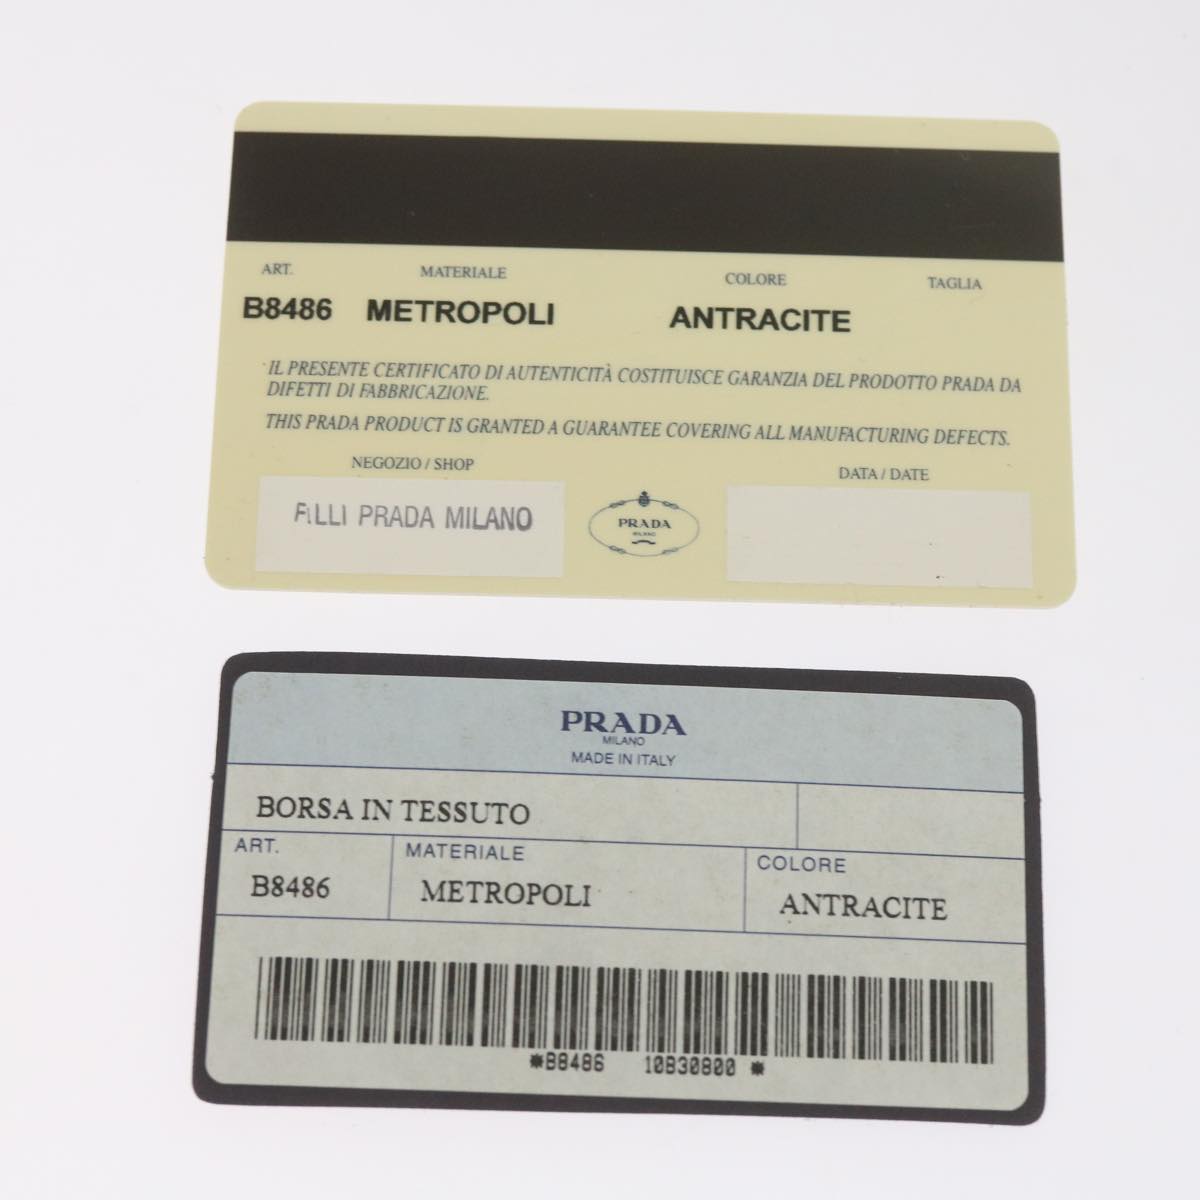 ART. MATERIALE COLORE TAGLIA
B8486 METROPOLI ANTRACITE
IL PRESENTE CERTIFICATO DI AUTENTICITÀ COSTITUISCE GARANZIA DEL PRODOTTO PRADA DA
DIFETTI DI FABBRICAZIONE.
THIS PRADA PRODUCT IS GRANTED A GUARANTEE COVERING ALL MANUFACTURING DEFECTS.
NEGOZIO / SHOP DATA / DATE
F.LLI PRADA MILANO
PRADA
MILANO
PRADA
MILANO
MADE IN ITALY
BORSA IN TESSUTO
ART. MATERIALE COLORE
B8486 METROPOLI ANTRACITE
*B8486 10B30800 *